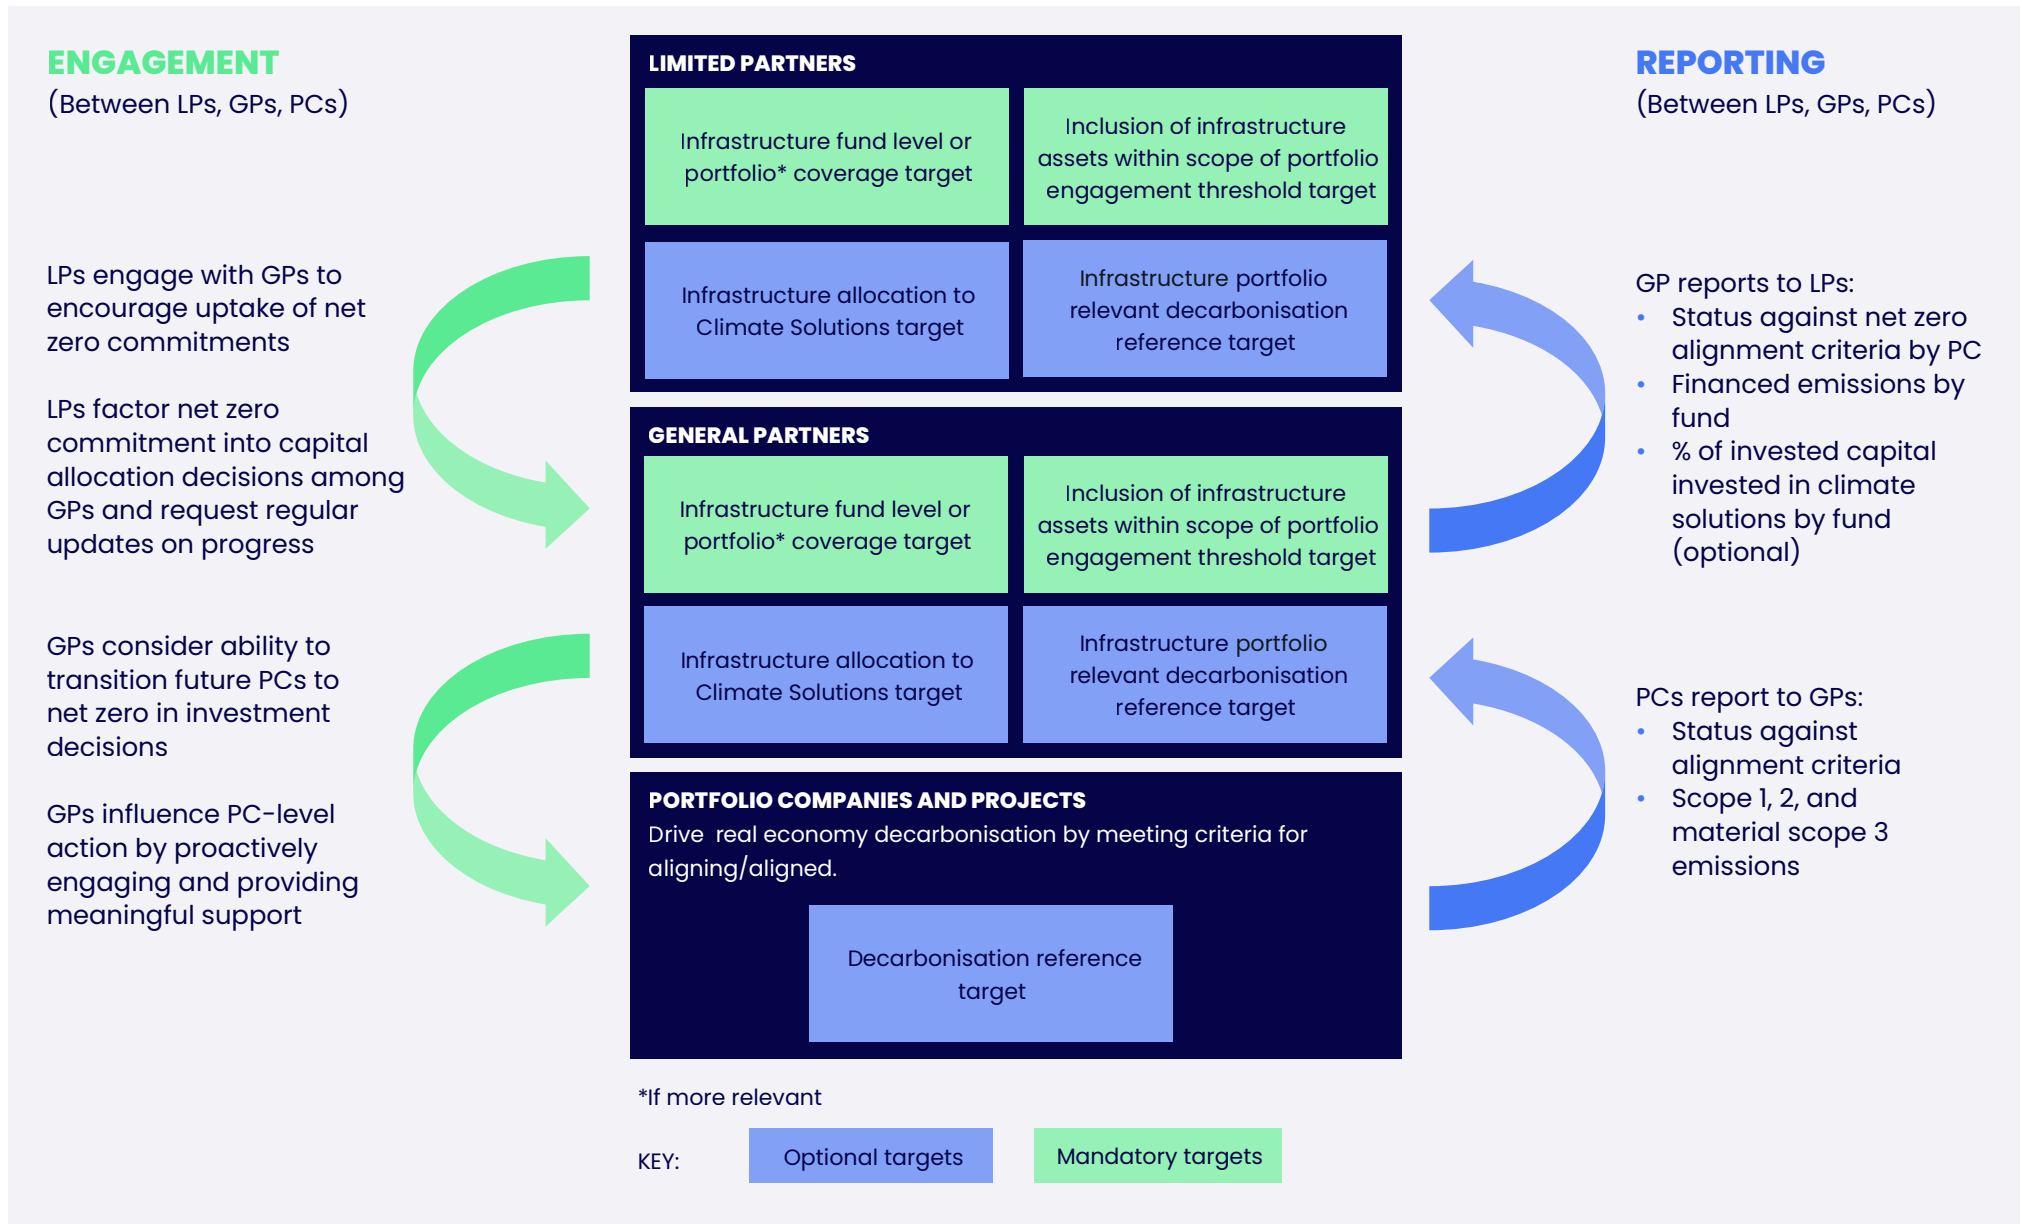 ENGAGEMENT
(Between LPs, GPs, PCs)
LPs engage with GPs to
encourage uptake of net
zero commitments
LPs factor net zero
commitment into capital
allocation decisions among
GPs and request regular
updates on progress
GPs consider ability to
transition future PCs to
net zero in investment
decisions
GPs influence PC-level
action by proactively
engaging and providing
meaningful support
LIMITED PARTNERS
Infrastructure fund level or
portfolio* coverage target
Inclusion of infrastructure
assets within scope of portfolio
engagement threshold target
Infrastructure allocation to
Climate Solutions target
Infrastructure portfolio
relevant decarbonisation
reference target
GENERAL PARTNERS
Infrastructure fund level or
portfolio* coverage target
Inclusion of infrastructure
assets within scope of portfolio
engagement threshold target
Infrastructure allocation to
Climate Solutions target
Infrastructure portfolio
relevant decarbonisation
reference target
PORTFOLIO COMPANIES AND PROJECTS
Drive real economy decarbonisation by meeting criteria for
aligning/aligned.
Decarbonisation reference
target
*If more relevant
KEY:
Optional targets
Mandatory targets
REPORTING
(Between LPs, GPs, PCs)
GP reports to LPs:
• Status against net zero
alignment criteria by PC
• Financed emissions by
fund
• % of invested capital
invested in climate
solutions by fund
(optional)
PCs report to GPs:
• Status against
alignment criteria
• Scope 1, 2, and
material scope 3
emissions